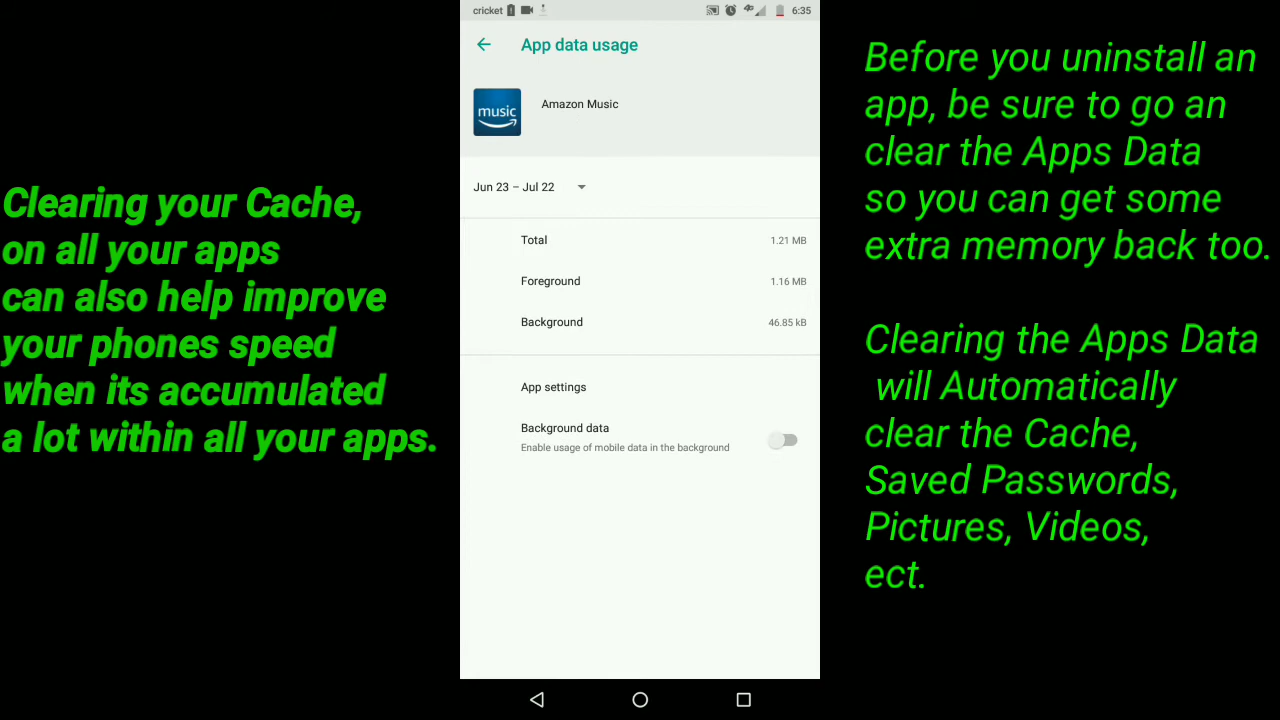 Clearing your Cache,
on all your apps
can also help improve
your phones speed
when its accumulated
a lot within all your apps.
cricket 4G 6:35
App data usage
music
Amazon Music
Jun 23 – Jul 22
Total 1.21 MB
Foreground 1.16 MB
Background 46.85 kB
App settings
Background data
Enable usage of mobile data in the background
Before you uninstall an
app, be sure to go an
clear the Apps Data
so you can get some
extra memory back too.
Clearing the Apps Data
will Automatically
clear the Cache,
Saved Passwords,
Pictures, Videos,
ect.